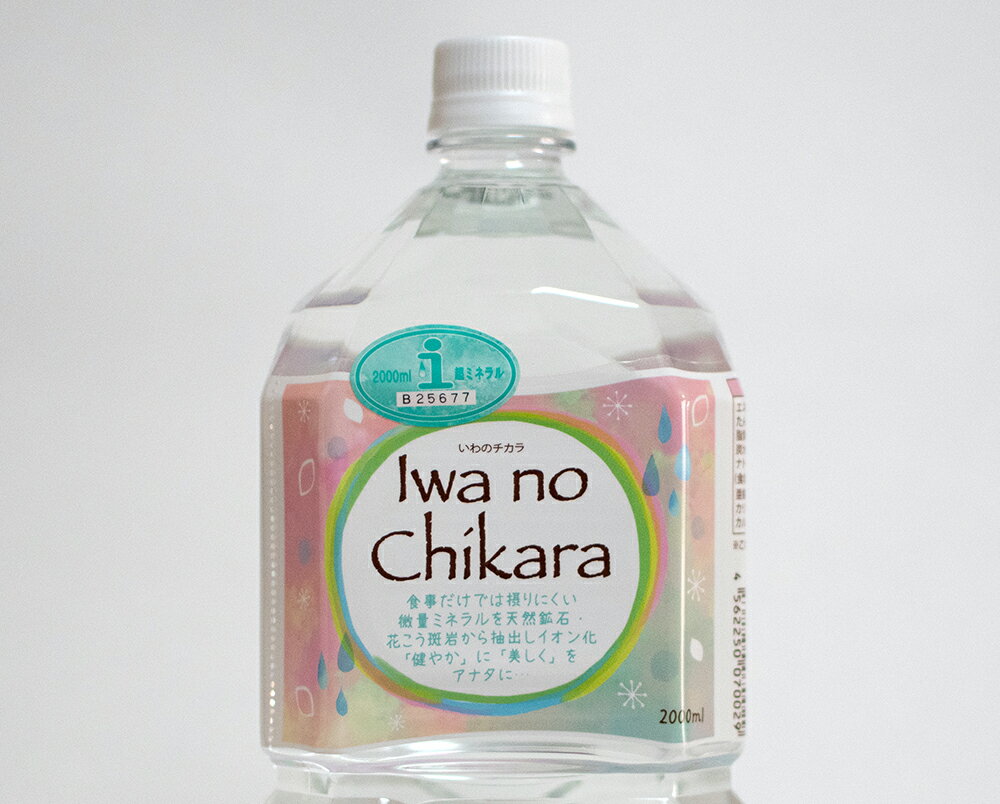 2000ml i 超ミネラル
B25677
いわのチカラ
Iwa no
Chikara
食事だけでは摂りにくい
微量ミネラルを天然鉱石・
花こう斑岩から抽出しイオン化
「健やか」に「美しく」を
アナタに…
2000ml